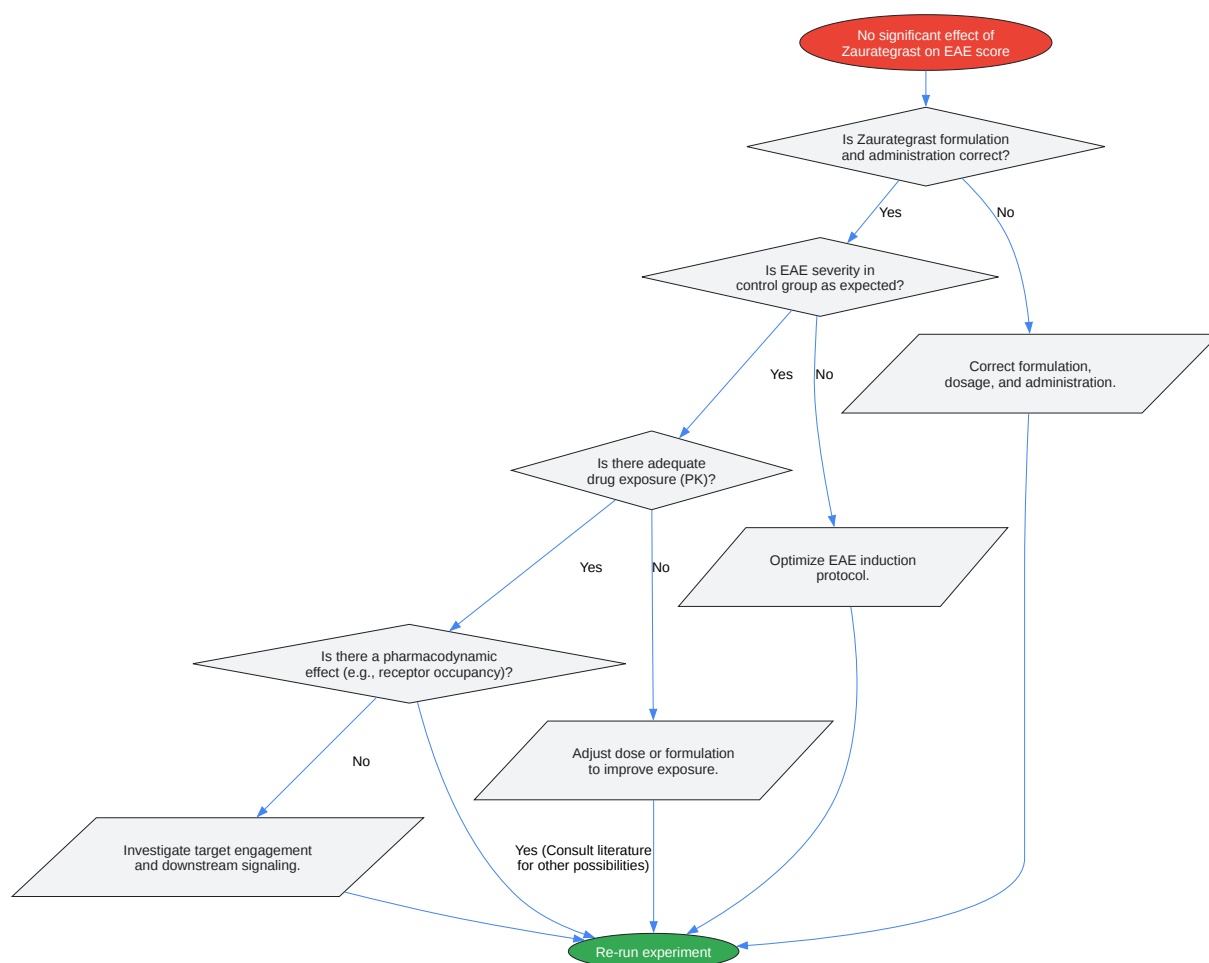 No significant effect of
Zaurategrast on EAE score
Is Zaurategrast formulation
and administration correct?
Yes
No
Is EAE severity in
control group as expected?
Correct formulation,
dosage, and administration.
Yes
No
Is there adequate
drug exposure (PK)?
Optimize EAE induction
protocol.
Yes
No
Is there a pharmacodynamic
effect (e.g., receptor occupancy)?
Adjust dose or formulation
to improve exposure.
No
Investigate target engagement
and downstream signaling.
Yes (Consult literature
for other possibilities)
Re-run experiment